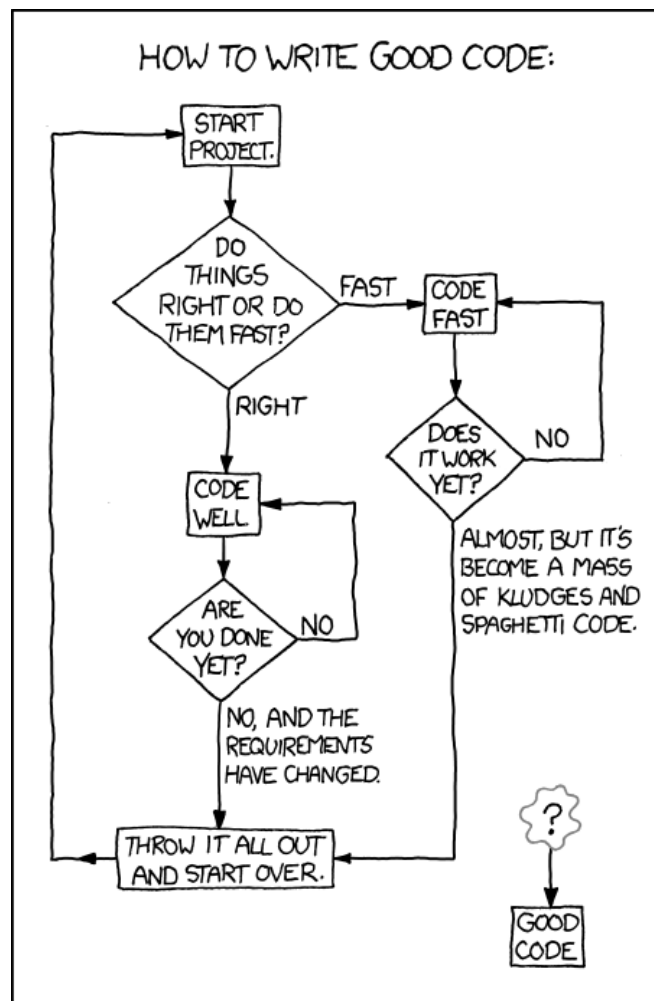 HOW TO WRITE GOOD CODE:
START
PROJECT.
DO
THINGS
RIGHT OR DO
THEM FAST?
FAST
CODE
FAST
RIGHT
DOES
IT WORK
YET?
NO
CODE
WELL
ALMOST, BUT IT'S
BECOME A MASS
OF KLUDGES AND
SPAGHETTI CODE.
ARE
YOU DONE
YET?
NO
NO, AND THE
REQUIREMENTS
HAVE CHANGED.
THROW IT ALL OUT
AND START OVER.
?
GOOD
CODE